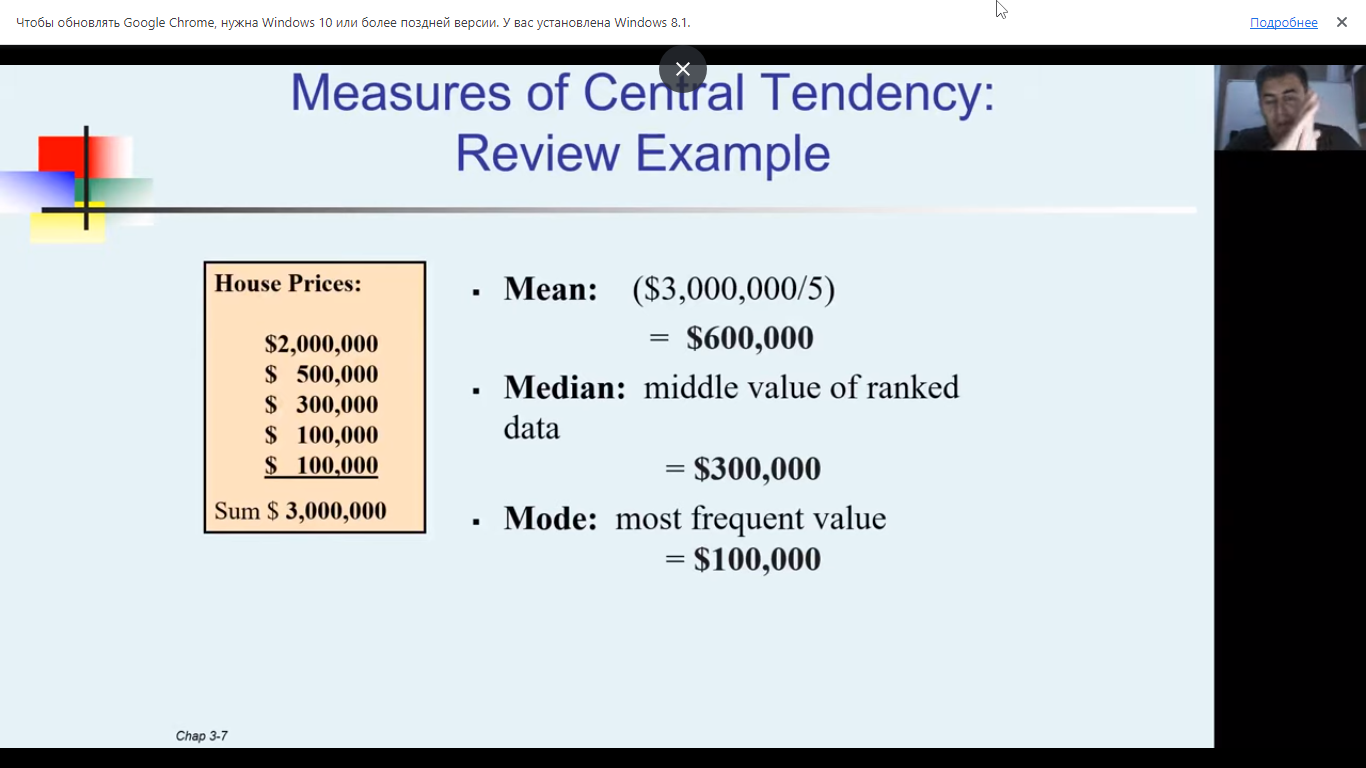 Чтобы обновлять Google Chrome, нужна Windows 10 или более поздней версии. У вас установлена Windows 8.1.
Подробнее
Measures of Central Tendency:
Review Example
House Prices:
$2,000,000
$ 500,000
$ 300,000
$ 100,000
$ 100,000
Sum $ 3,000,000
▪ Mean: ($3,000,000/5)
= $600,000
▪ Median: middle value of ranked
data
= $300,000
▪ Mode: most frequent value
= $100,000
Chap 3-7